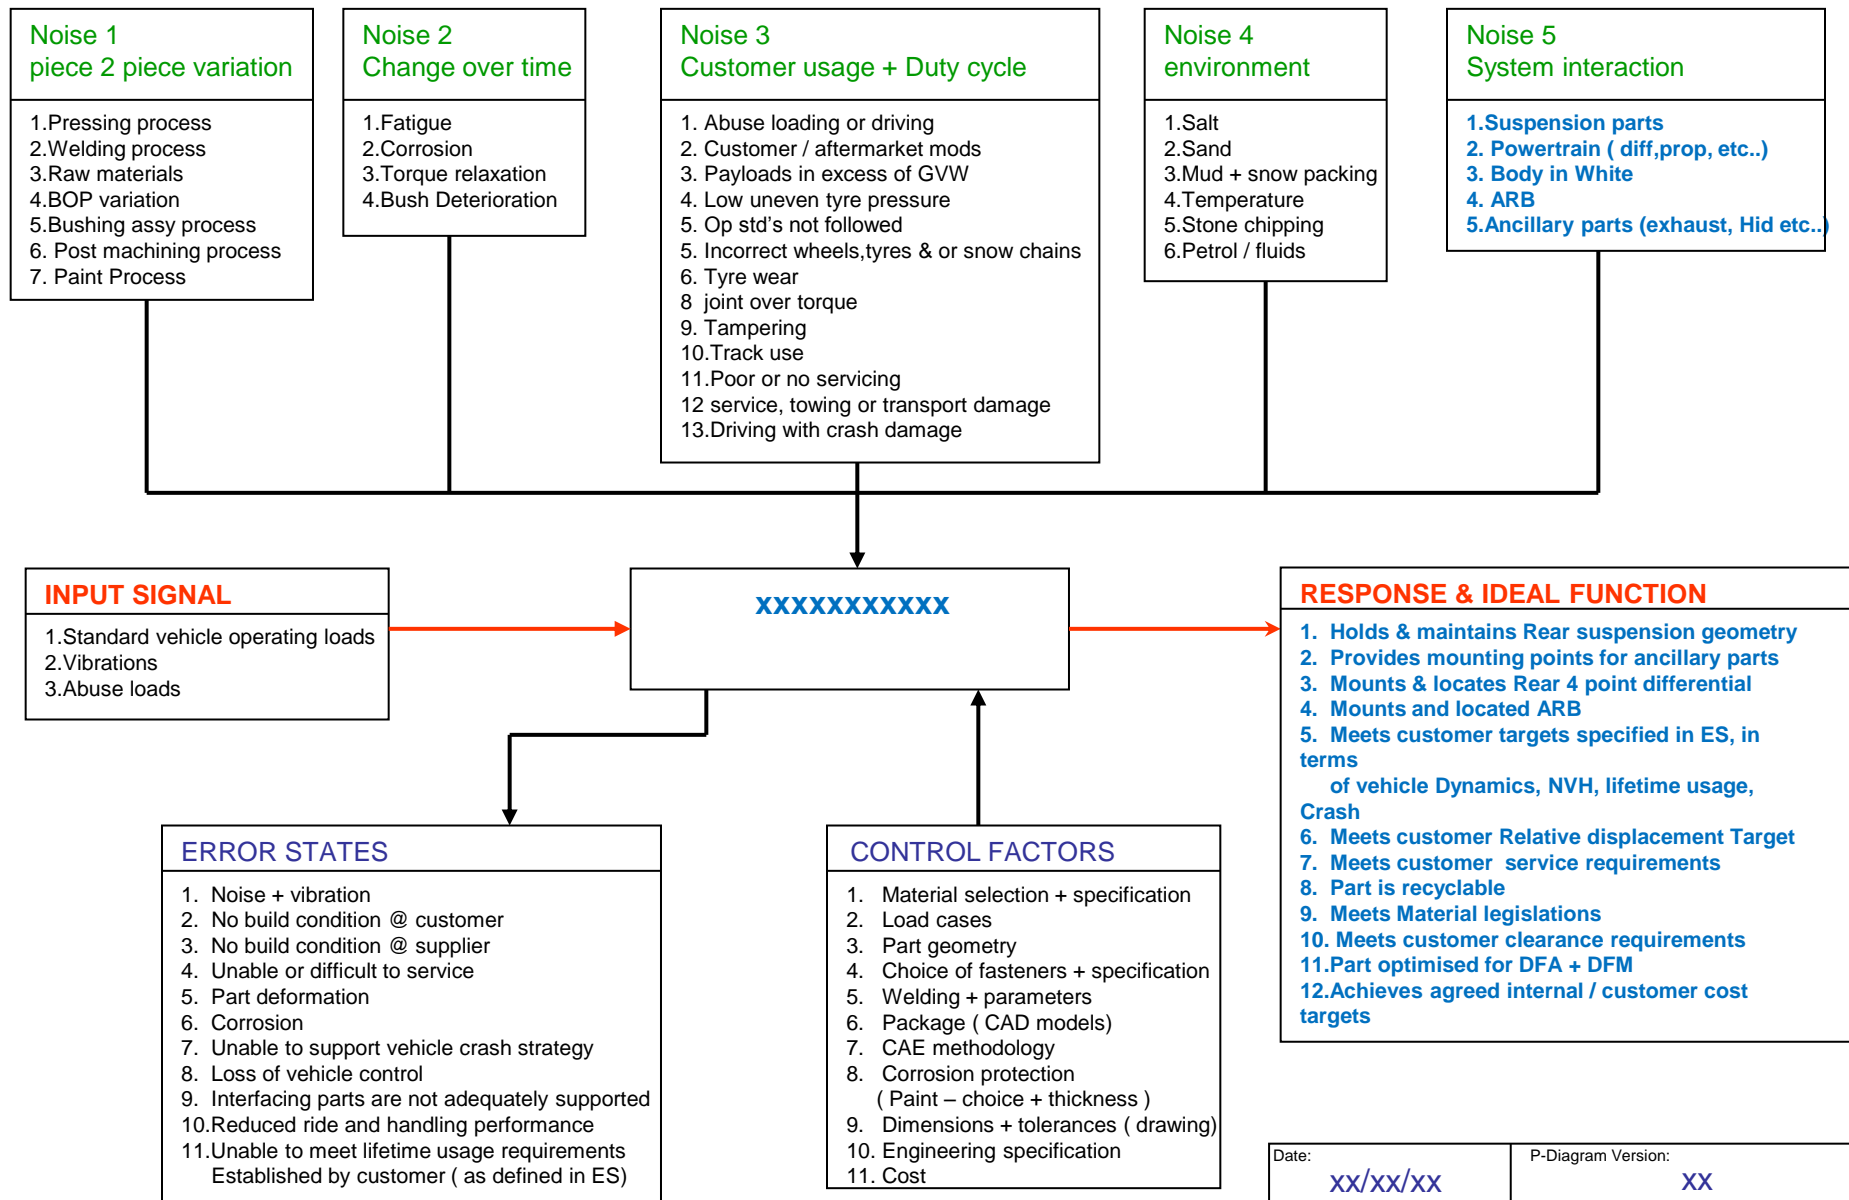 Noise 1
piece 2 piece variation
1.Pressing process
2.Welding process
3.Raw materials
4.BOP variation
5.Bushing assy process
6. Post machining process
7. Paint Process
Noise 2
Change over time
1.Fatigue
2.Corrosion
3.Torque relaxation
4.Bush Deterioration
Noise 3
Customer usage + Duty cycle
1. Abuse loading or driving
2. Customer / aftermarket mods
3. Payloads in excess of GVW
4. Low uneven tyre pressure
5. Op std's not followed
5. Incorrect wheels,tyres & or snow chains
6. Tyre wear
8 joint over torque
9. Tampering
10.Track use
11.Poor or no servicing
12 service, towing or transport damage
13.Driving with crash damage
Noise 4
environment
1.Salt
2.Sand
3.Mud + snow packing
4.Temperature
5.Stone chipping
6.Petrol / fluids
Noise 5
System interaction
1.Suspension parts
2. Powertrain ( diff,prop, etc..)
3. Body in White
4. ARB
5.Ancillary parts (exhaust, Hid etc..)
INPUT SIGNAL
1.Standard vehicle operating loads
2.Vibrations
3.Abuse loads
xxxxxxxxxxx
RESPONSE & IDEAL FUNCTION
1. Holds & maintains Rear suspension geometry
2. Provides mounting points for ancillary parts
3. Mounts & locates Rear 4 point differential
4. Mounts and located ARB
5. Meets customer targets specified in ES, in
terms
of vehicle Dynamics, NVH, lifetime usage,
Crash
6. Meets customer Relative displacement Target
7. Meets customer service requirements
8. Part is recyclable
9. Meets Material legislations
10. Meets customer clearance requirements
11.Part optimised for DFA + DFM
12.Achieves agreed internal / customer cost
targets
ERROR STATES
1. Noise + vibration
2. No build condition @ customer
3. No build condition @ supplier
4. Unable or difficult to service
5. Part deformation
6. Corrosion
7. Unable to support vehicle crash strategy
8. Loss of vehicle control
9. Interfacing parts are not adequately supported
10.Reduced ride and handling performance
11.Unable to meet lifetime usage requirements
Established by customer ( as defined in ES)
CONTROL FACTORS
1. Material selection + specification
2. Load cases
3. Part geometry
4. Choice of fasteners + specification
5. Welding + parameters
6. Package ( CAD models)
7. CAE methodology
8. Corrosion protection
( Paint – choice + thickness )
9. Dimensions + tolerances ( drawing)
10. Engineering specification
11. Cost
Date:
xx/xx/xx
P-Diagram Version:
xx